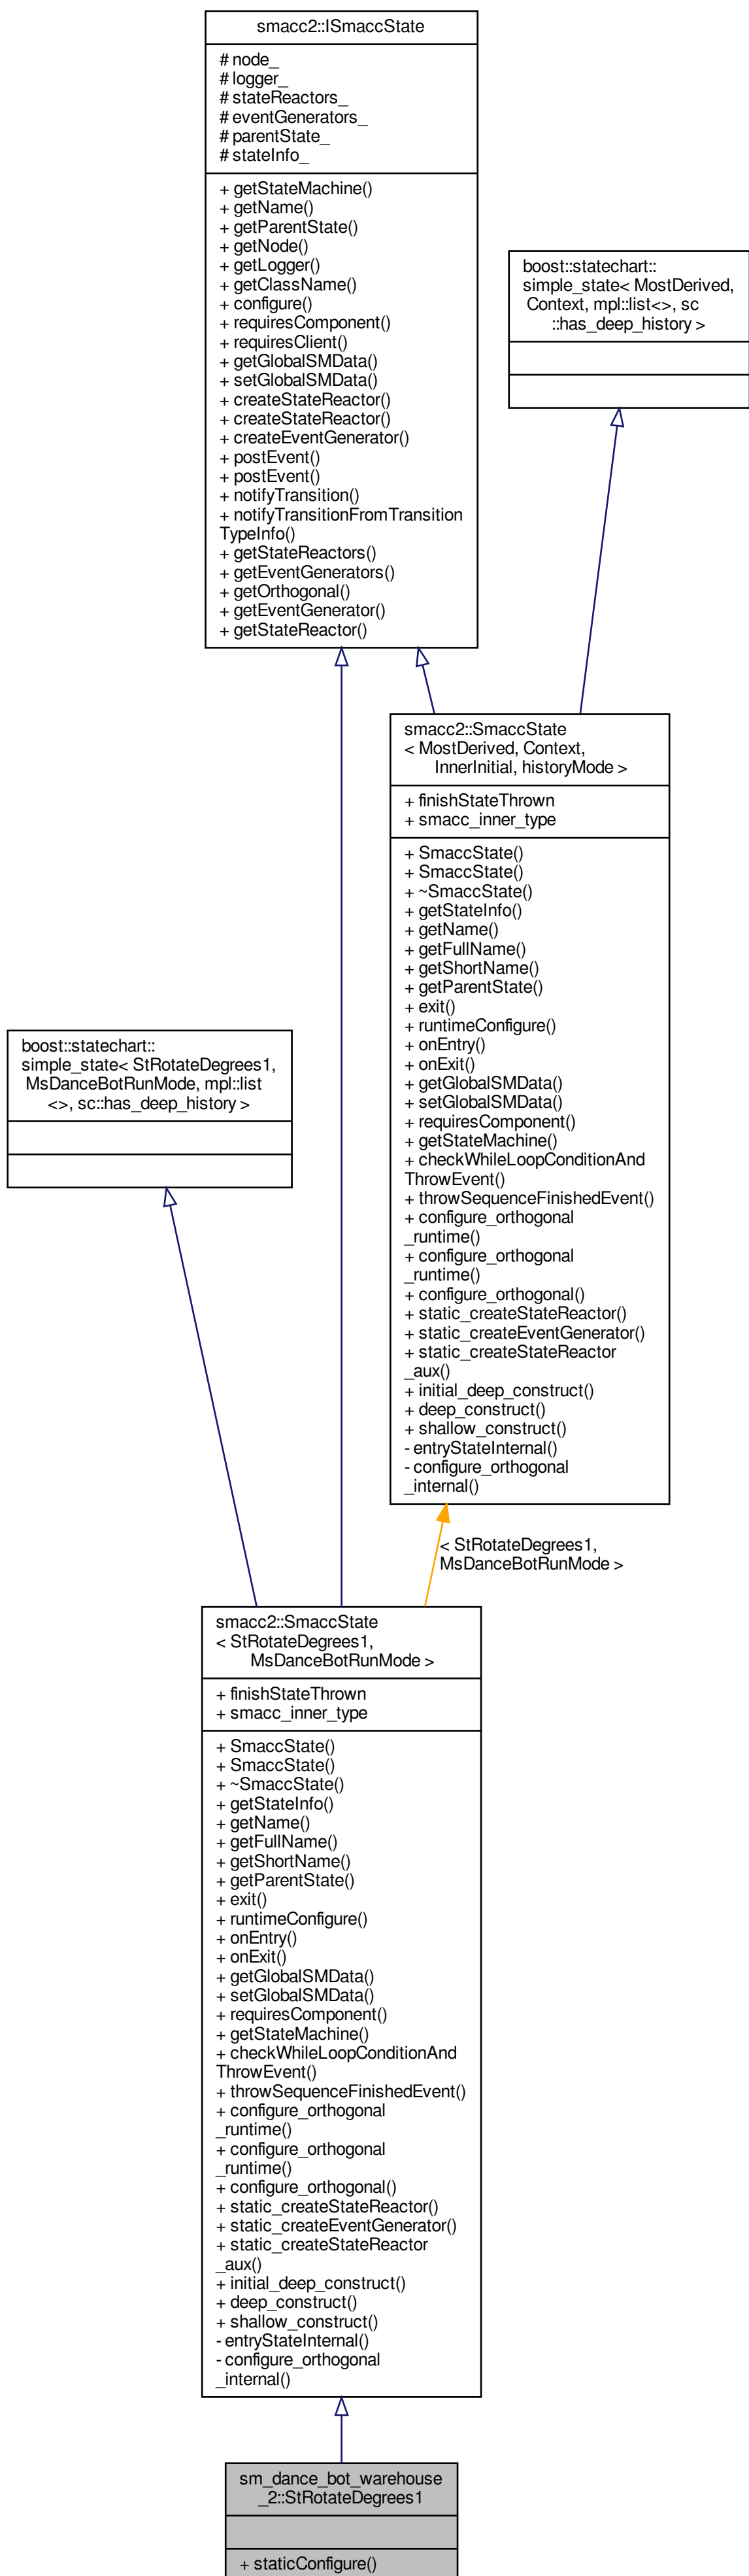 smacc2::ISmaccState
# node_
# logger_
# stateReactors_
# eventGenerators_
# parentState_
# stateInfo_
+ getStateMachine()
+ getName()
+ getParentState()
+ getNode()
+ getLogger()
+ getClassName()
+ configure()
+ requiresComponent()
+ requiresClient()
+ getGlobalSMData()
+ setGlobalSMData()
+ createStateReactor()
+ createStateReactor()
+ createEventGenerator()
+ postEvent()
+ postEvent()
+ notifyTransition()
+ notifyTransitionFromTransition
TypeInfo()
+ getStateReactors()
+ getEventGenerators()
+ getOrthogonal()
+ getEventGenerator()
+ getStateReactor()
boost::statechart::
simple_state< MostDerived,
Context, mpl::list<>, sc
::has_deep_history >
smacc2::SmaccState
< MostDerived, Context,
InnerInitial, historyMode >
+ finishStateThrown
+ smacc_inner_type
+ SmaccState()
+ SmaccState()
+ ~SmaccState()
+ getStateInfo()
+ getName()
+ getFullName()
+ getShortName()
+ getParentState()
+ exit()
+ runtimeConfigure()
+ onEntry()
+ onExit()
+ getGlobalSMData()
+ setGlobalSMData()
+ requiresComponent()
+ getStateMachine()
+ checkWhileLoopConditionAnd
ThrowEvent()
+ throwSequenceFinishedEvent()
+ configure_orthogonal
_runtime()
+ configure_orthogonal
_runtime()
+ configure_orthogonal()
+ static_createStateReactor()
+ static_createEventGenerator()
+ static_createStateReactor
_aux()
+ initial_deep_construct()
+ deep_construct()
+ shallow_construct()
- entryStateInternal()
- configure_orthogonal
_internal()
boost::statechart::
simple_state< StRotateDegrees1,
MsDanceBotRunMode, mpl::list
<>, sc::has_deep_history >
< StRotateDegrees1,
MsDanceBotRunMode >
smacc2::SmaccState
< StRotateDegrees1,
MsDanceBotRunMode >
+ finishStateThrown
+ smacc_inner_type
+ SmaccState()
+ SmaccState()
+ ~SmaccState()
+ getStateInfo()
+ getName()
+ getFullName()
+ getShortName()
+ getParentState()
+ exit()
+ runtimeConfigure()
+ onEntry()
+ onExit()
+ getGlobalSMData()
+ setGlobalSMData()
+ requiresComponent()
+ getStateMachine()
+ checkWhileLoopConditionAnd
ThrowEvent()
+ throwSequenceFinishedEvent()
+ configure_orthogonal
_runtime()
+ configure_orthogonal
_runtime()
+ configure_orthogonal()
+ static_createStateReactor()
+ static_createEventGenerator()
+ static_createStateReactor
_aux()
+ initial_deep_construct()
+ deep_construct()
+ shallow_construct()
- entryStateInternal()
- configure_orthogonal
_internal()
sm_dance_bot_warehouse
_2::StRotateDegrees1
+ staticConfigure()